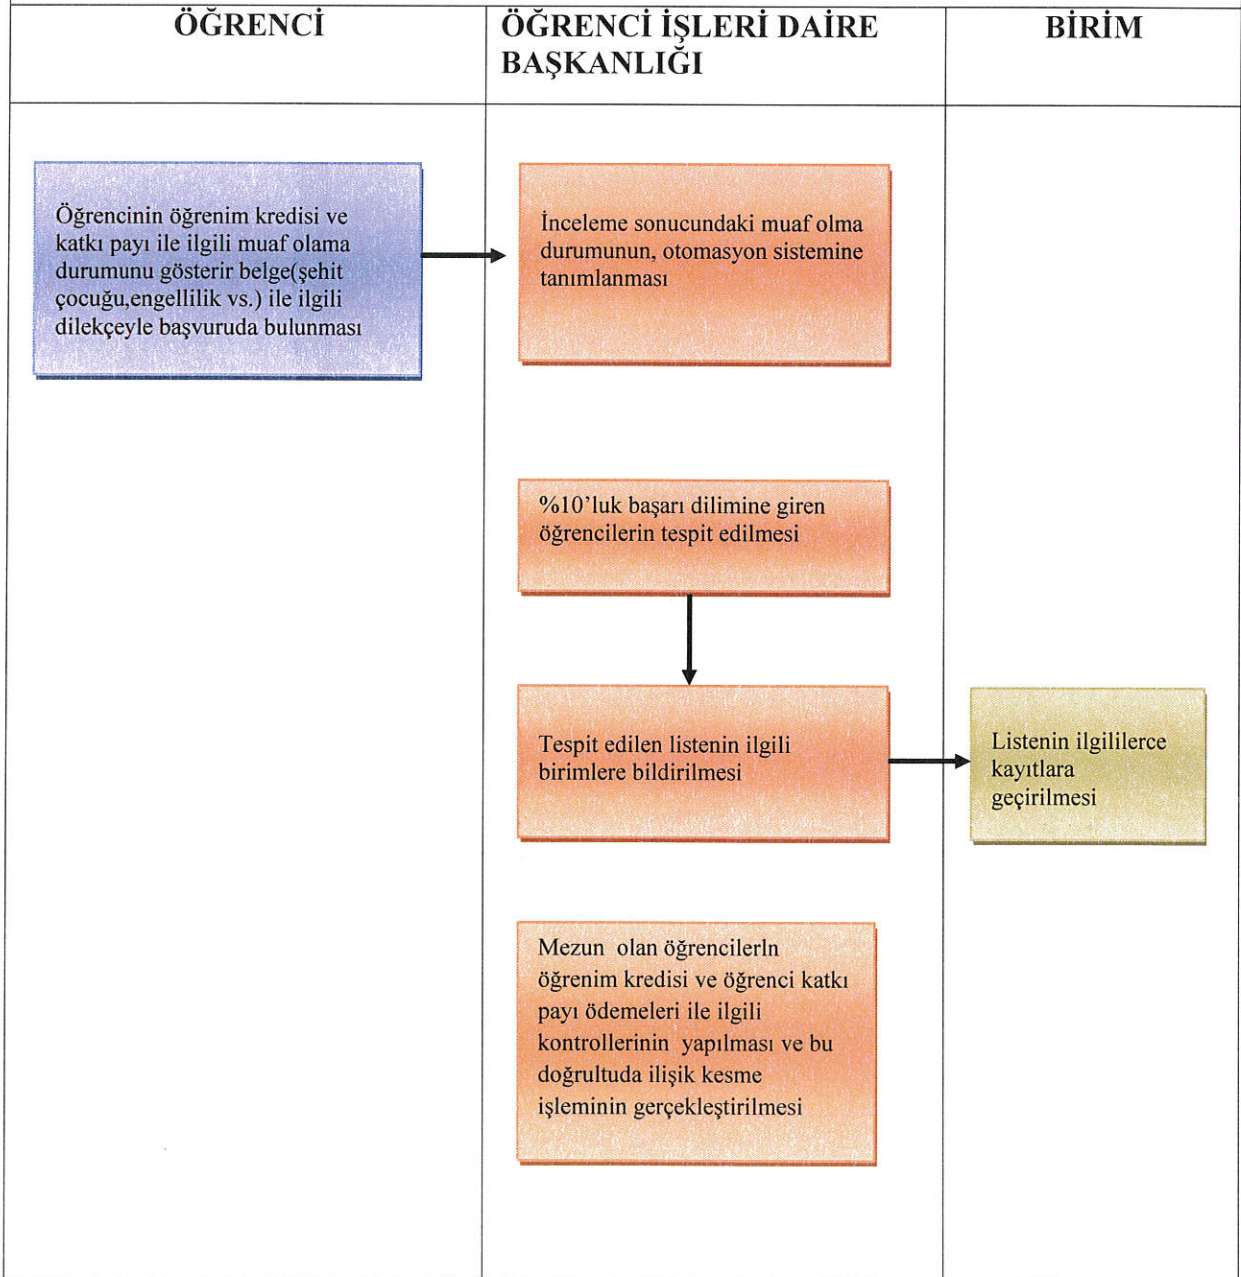 ÖĞRENCİ
ÖĞRENCİ İŞLERİ DAİRE
BAŞKANLIĞI
BİRİM
Öğrencinin öğrenim kredisi ve
katkı payı ile ilgili muaf olama
durumunu gösterir belge(şehit
çocuğu,engellilik vs.) ile ilgili
dilekçeyle başvuruda bulunması
İnceleme sonucundaki muaf olma
durumunun, otomasyon sistemine
tanımlanması
%10’luk başarı dilimine giren
öğrencilerin tespit edilmesi
Tespit edilen listenin ilgili
birimlere bildirilmesi
Listenin ilgililerce
kayıtlara
geçirilmesi
Mezun olan öğrencilerln
öğrenim kredisi ve öğrenci katkı
payı ödemeleri ile ilgili
kontrollerinin yapılması ve bu
doğrultuda ilişik kesme
işleminin gerçekleştirilmesi